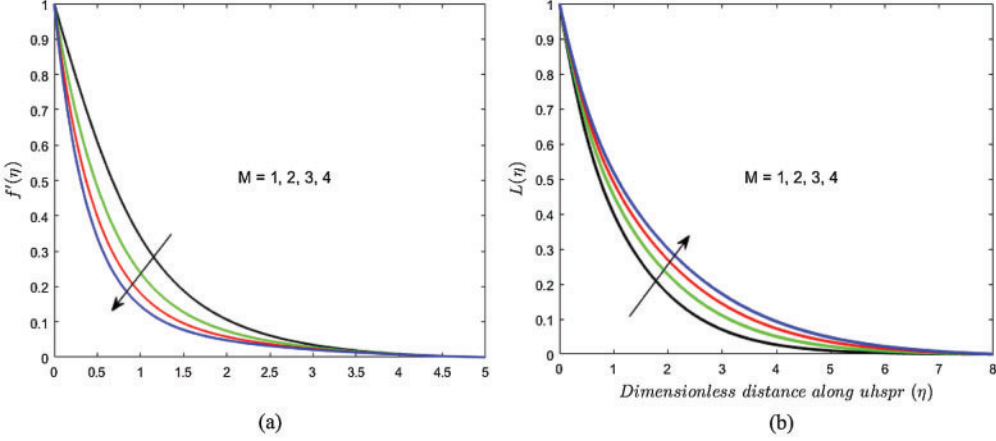 1
0.9
0.8
0.7
0.6
0.5
0.4
0.3
0.2
0.1
0
f'(η)
M = 1, 2, 3, 4
0 0.5 1 1.5 2 2.5 3 3.5 4 4.5 5
(a)
1
0.9
0.8
0.7
0.6
0.5
0.4
0.3
0.2
0.1
0
L(η)
M = 1, 2, 3, 4
0 1 2 3 4 5 6 7 8
Dimensionless distance along uhspr (η)
(b)